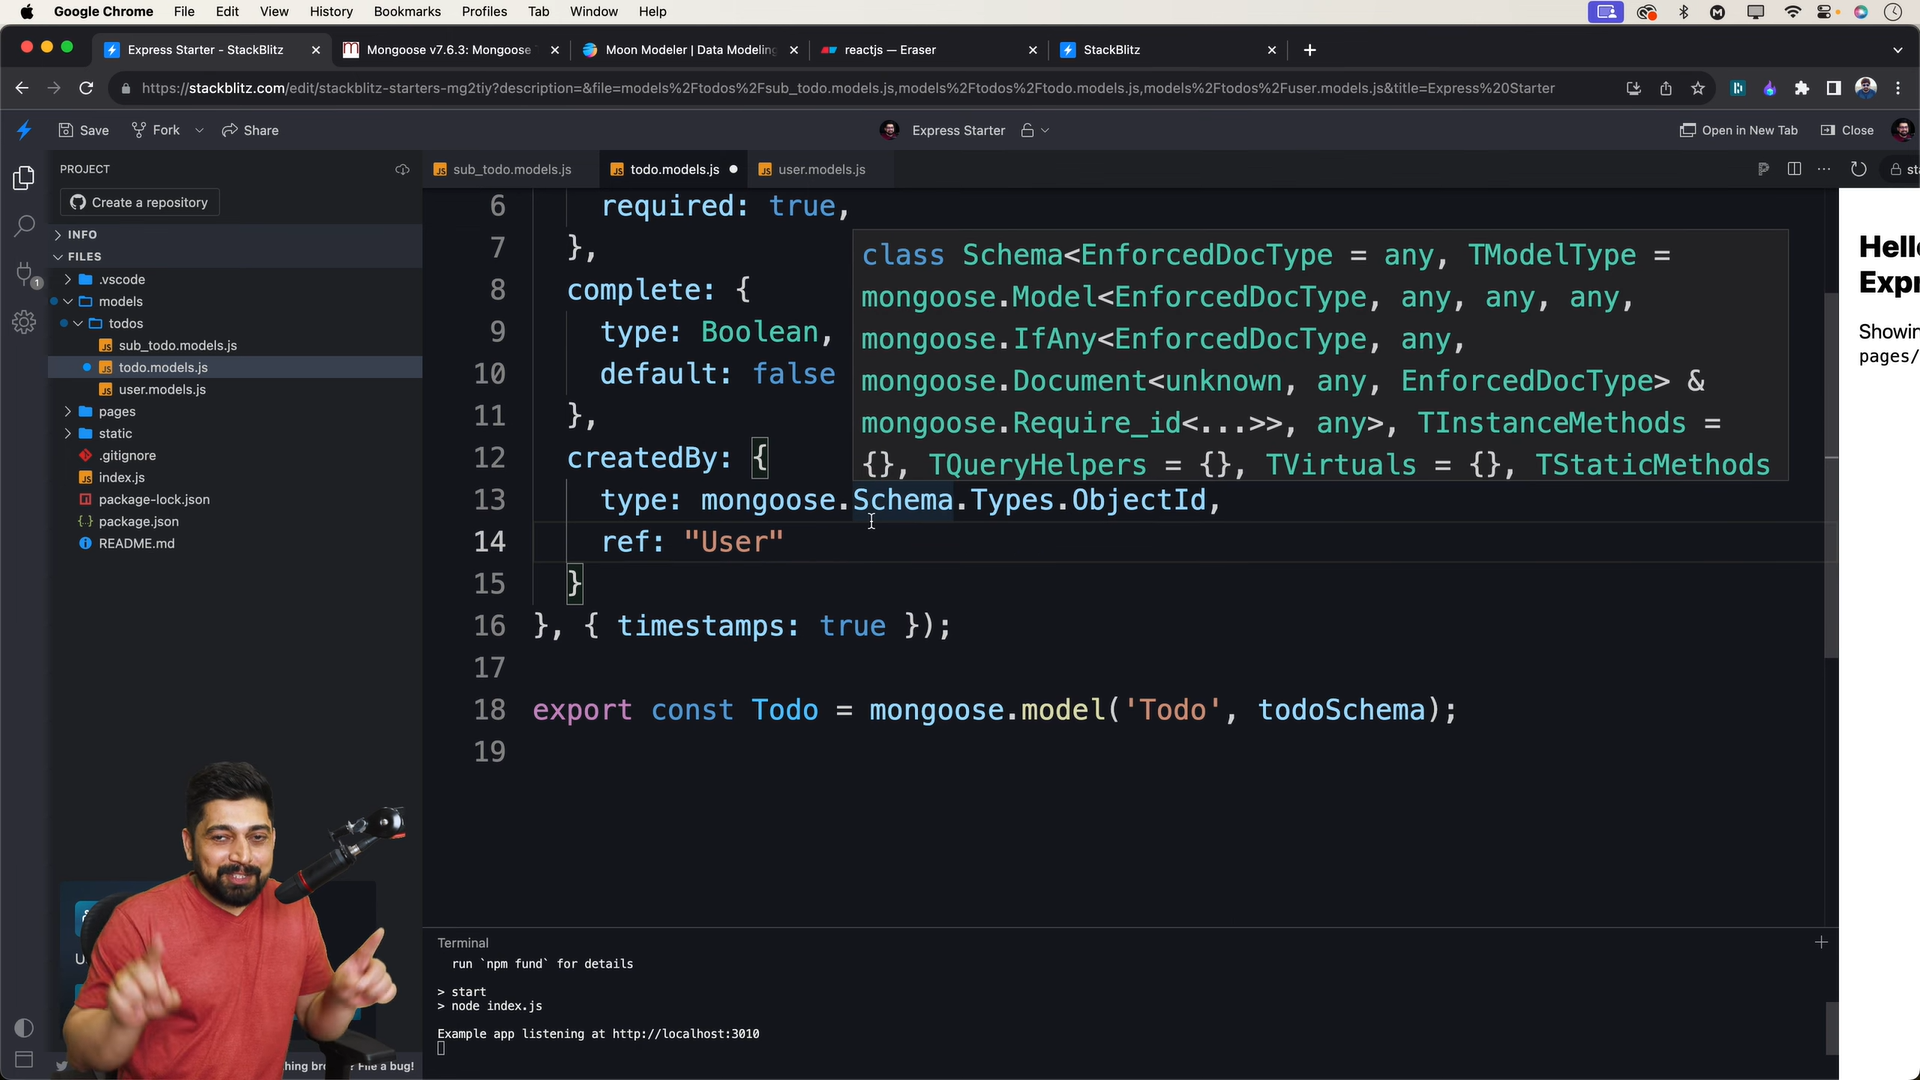 Google Chrome File Edit View History Bookmarks Profiles Tab Window Help
Express Starter - StackBlitz
Mongoose v7.6.3: Mongoose
Moon Modeler | Data Modeling
reactjs — Eraser
StackBlitz
https://stackblitz.com/edit/stackblitz-starters-mg2tiy?description=&file=models%2Ftodos%2Fsub_todo.models.js,models%2Ftodos%2Ftodo.models.js,models%2Ftodos%2Fuser.models.js&title=Express%20Starter
Save Fork Share
Express Starter
Open in New Tab Close
PROJECT
Create a repository
INFO
FILES
.vscode
models
todos
sub_todo.models.js
todo.models.js
user.models.js
pages
static
.gitignore
index.js
package-lock.json
package.json
README.md
1
sub_todo.models.js todo.models.js user.models.js
6 required: true,
7 },
8 complete: {
9 type: Boolean,
10 default: false
11 },
12 createdBy: {
13 type: mongoose.Schema.Types.ObjectId,
14 ref: "User"
15 }
16 }, { timestamps: true });
17
18 export const Todo = mongoose.model('Todo', todoSchema);
19
class Schema<EnforcedDocType = any, TModelType =
mongoose.Model<EnforcedDocType, any, any, any,
mongoose.IfAny<EnforcedDocType, any,
mongoose.Document<unknown, any, EnforcedDocType> &
mongoose.Require_id<...>>, any>, TInstanceMethods =
{}, TQueryHelpers = {}, TVirtuals = {}, TStaticMethods
Showin
pages/
Terminal
run `npm fund` for details
> start
> node index.js
Example app listening at http://localhost:3010
? File a bug!